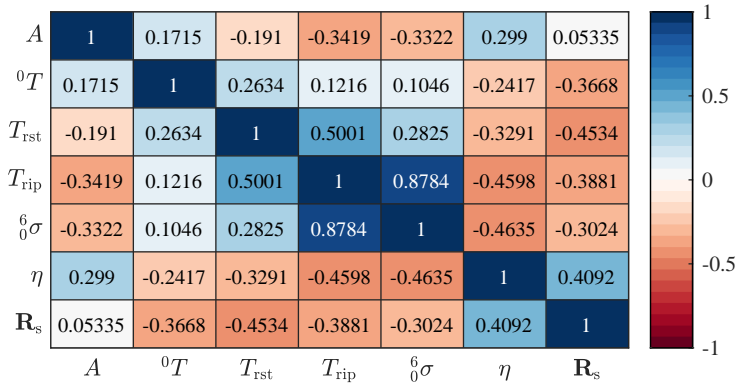 A 1 0.1715 -0.191 -0.3419 -0.3322 0.299 0.05335
⁰T 0.1715 1 0.2634 0.1216 0.1046 -0.2417 -0.3668
T_rst -0.191 0.2634 1 0.5001 0.2825 -0.3291 -0.4534
T_rip -0.3419 0.1216 0.5001 1 0.8784 -0.4598 -0.3881
⁶₀σ -0.3322 0.1046 0.2825 0.8784 1 -0.4635 -0.3024
η 0.299 -0.2417 -0.3291 -0.4598 -0.4635 1 0.4092
R_s 0.05335 -0.3668 -0.4534 -0.3881 -0.3024 0.4092 1
A ⁰T T_rst T_rip ⁶₀σ η R_s
1
0.5
0
-0.5
-1